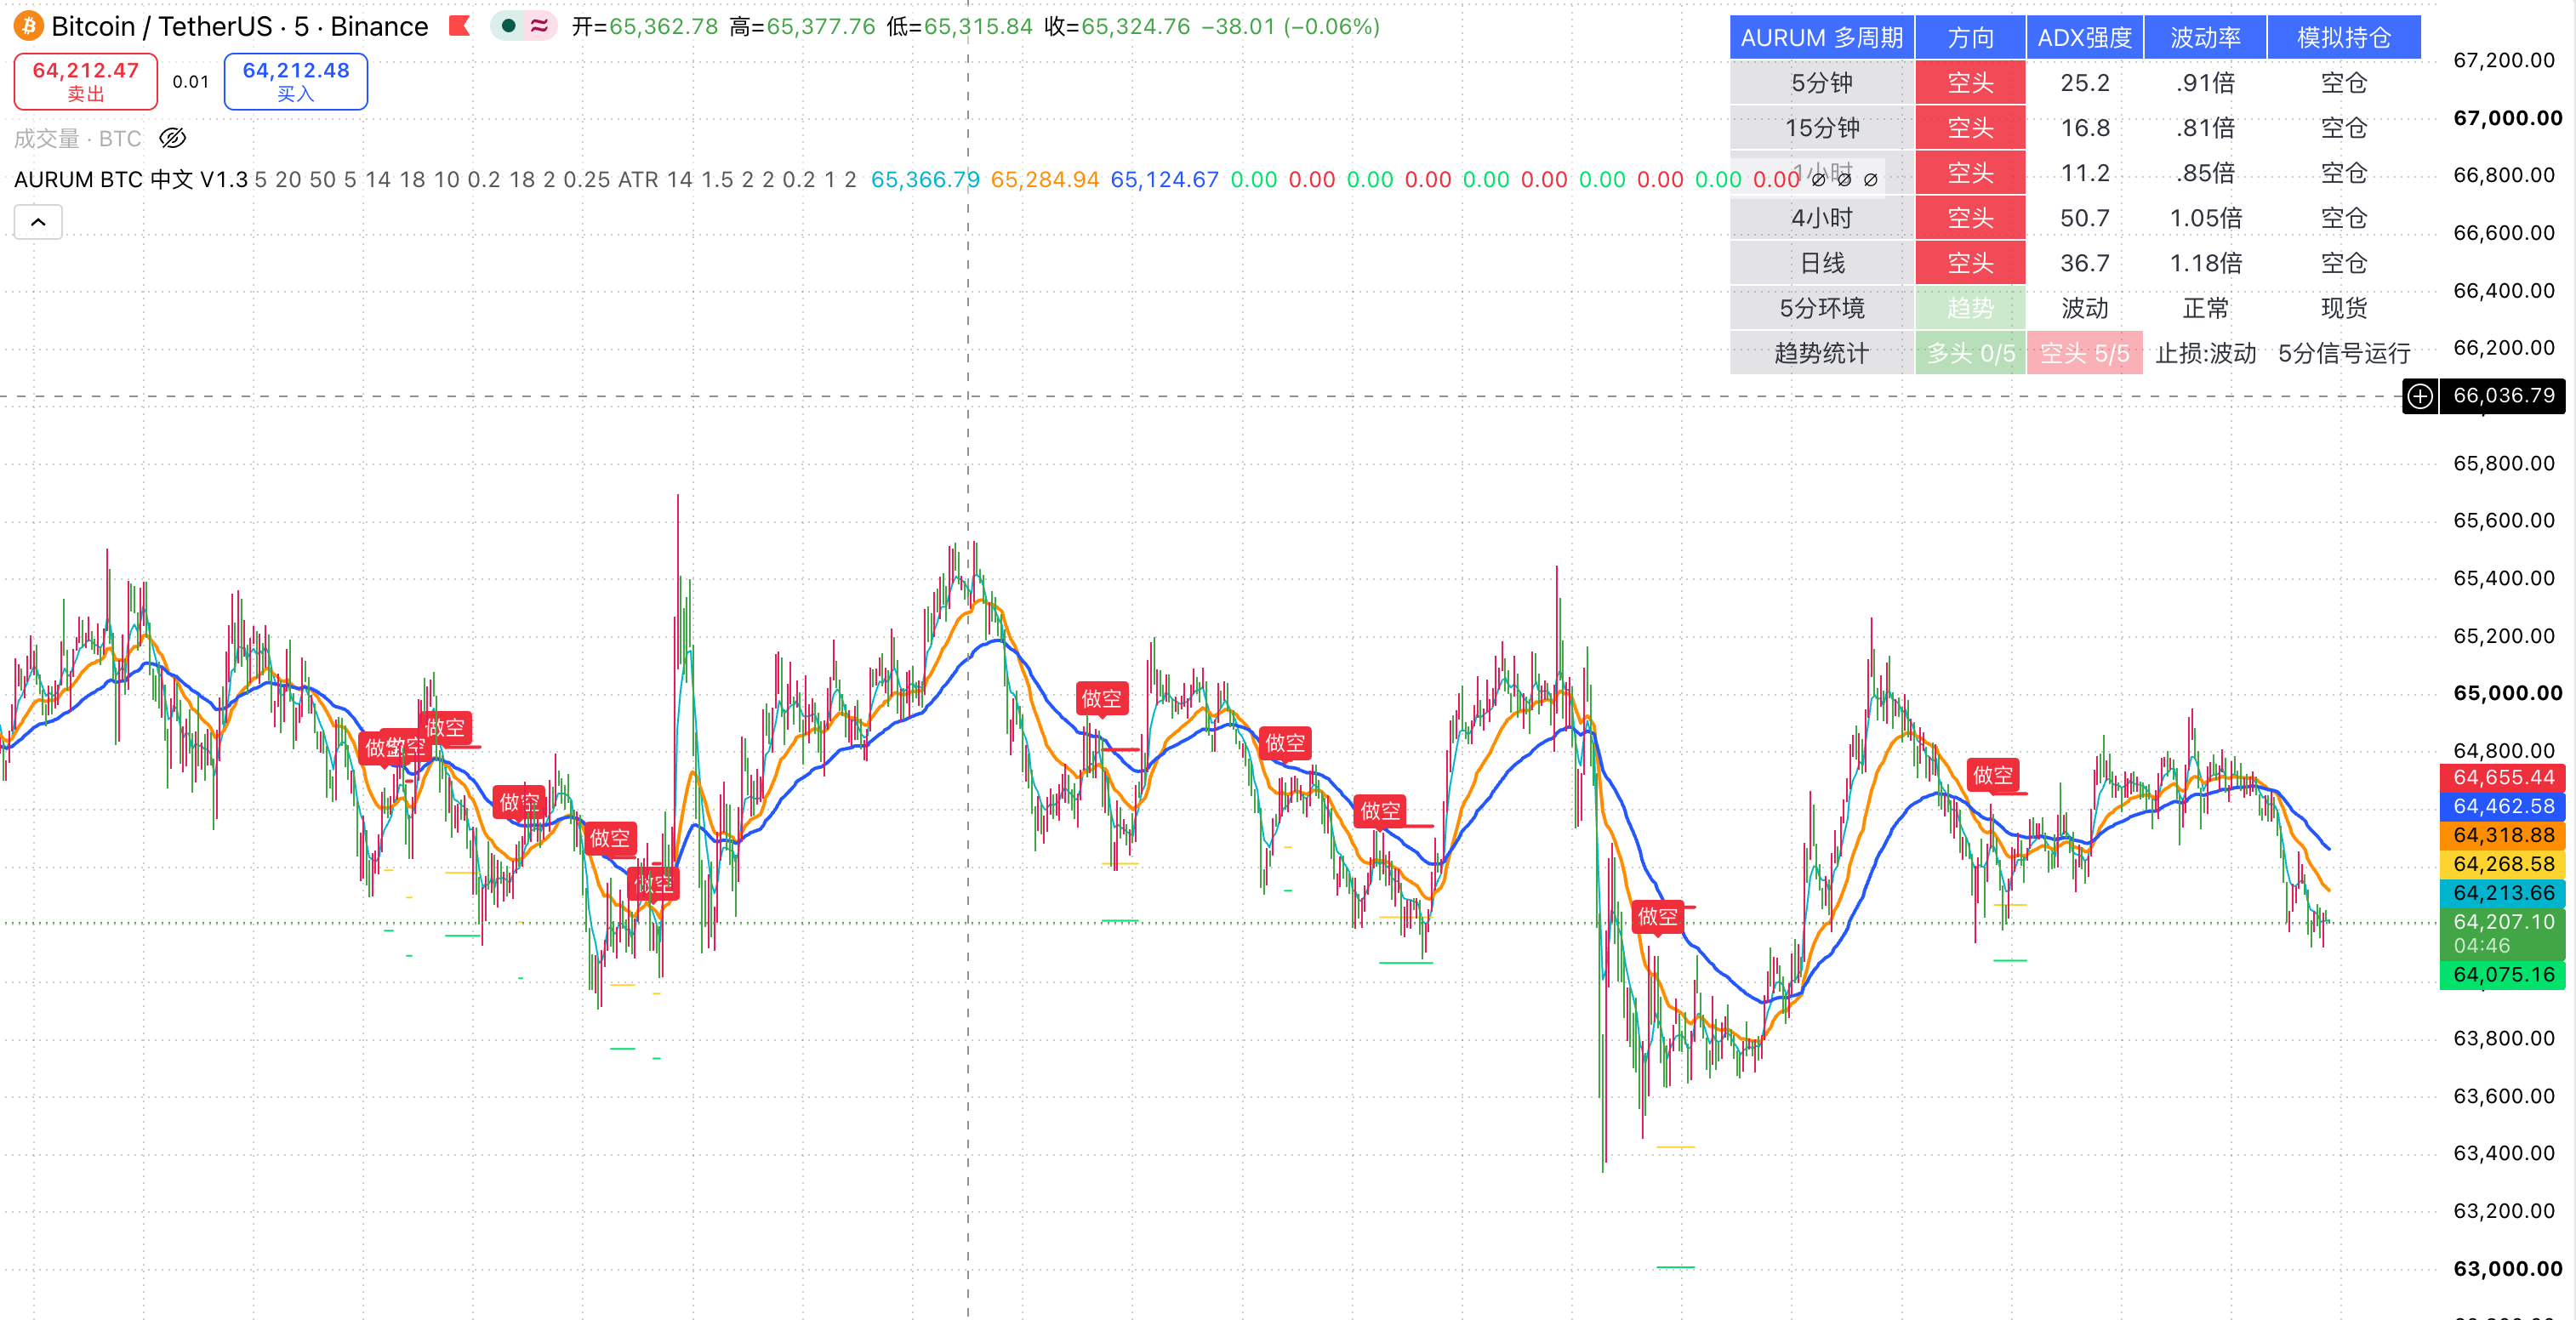 Bitcoin / TetherUS · 5 · Binance 开=65,362.78 高=65,377.76 低=65,315.84 收=65,324.76 −38.01 (−0.06%)
64,212.47 卖出
0.01
64,212.48 买入
成交量 · BTC
AURUM BTC 中文 V1.3 5 20 50 5 14 18 10 0.2 18 2 0.25 ATR 14 1.5 2 2 0.2 1 2 65,366.79 65,284.94 65,124.67 0.00 0.00 0.00 0.00 0.00 0.00 0.00 0.00 0.00 0.00 ∅ ∅ ∅
AURUM 多周期 方向 ADX强度 波动率 模拟持仓
5分钟 空头 25.2 .91倍 空仓
15分钟 空头 16.8 .81倍 空仓
1小时 空头 11.2 .85倍 空仓
4小时 空头 50.7 1.05倍 空仓
日线 空头 36.7 1.18倍 空仓
5分环境 趋势 波动 正常 现货
趋势统计 多头 0/5 空头 5/5 止损:波动 5分信号运行
67,200.00
67,000.00
66,800.00
66,600.00
66,400.00
66,200.00
66,036.79
65,800.00
65,600.00
65,400.00
65,200.00
65,000.00
64,800.00
64,655.44
64,462.58
64,318.88
64,268.58
64,213.66
64,207.10
04:46
64,075.16
63,800.00
63,600.00
63,400.00
63,200.00
63,000.00
做空
做空
做空
做空
做空
做空
做空
做空
做空
做空
做空